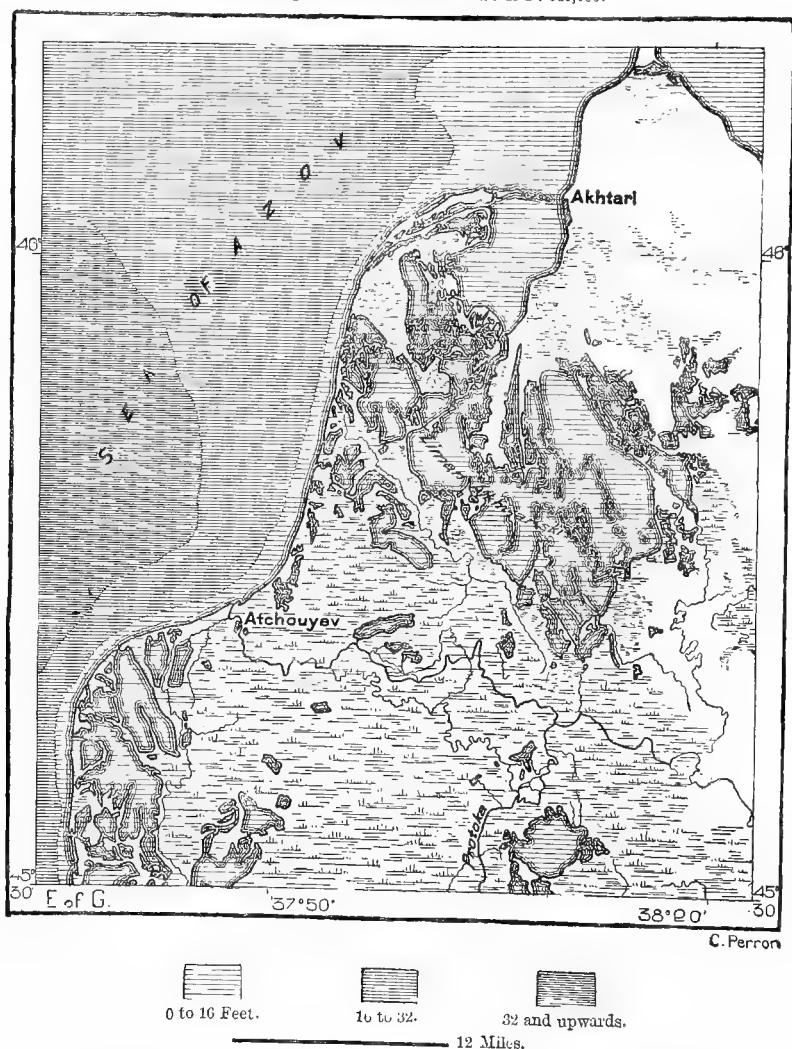 SEA OF AZOV
Akhtari
46°
46°
Atchouyev
Protoka
45°
30'
E of G.
37°50'
38°20'
45°
30
C. Perron
0 to 16 Feet.
16 to 32.
32 and upwards.
12 Miles.